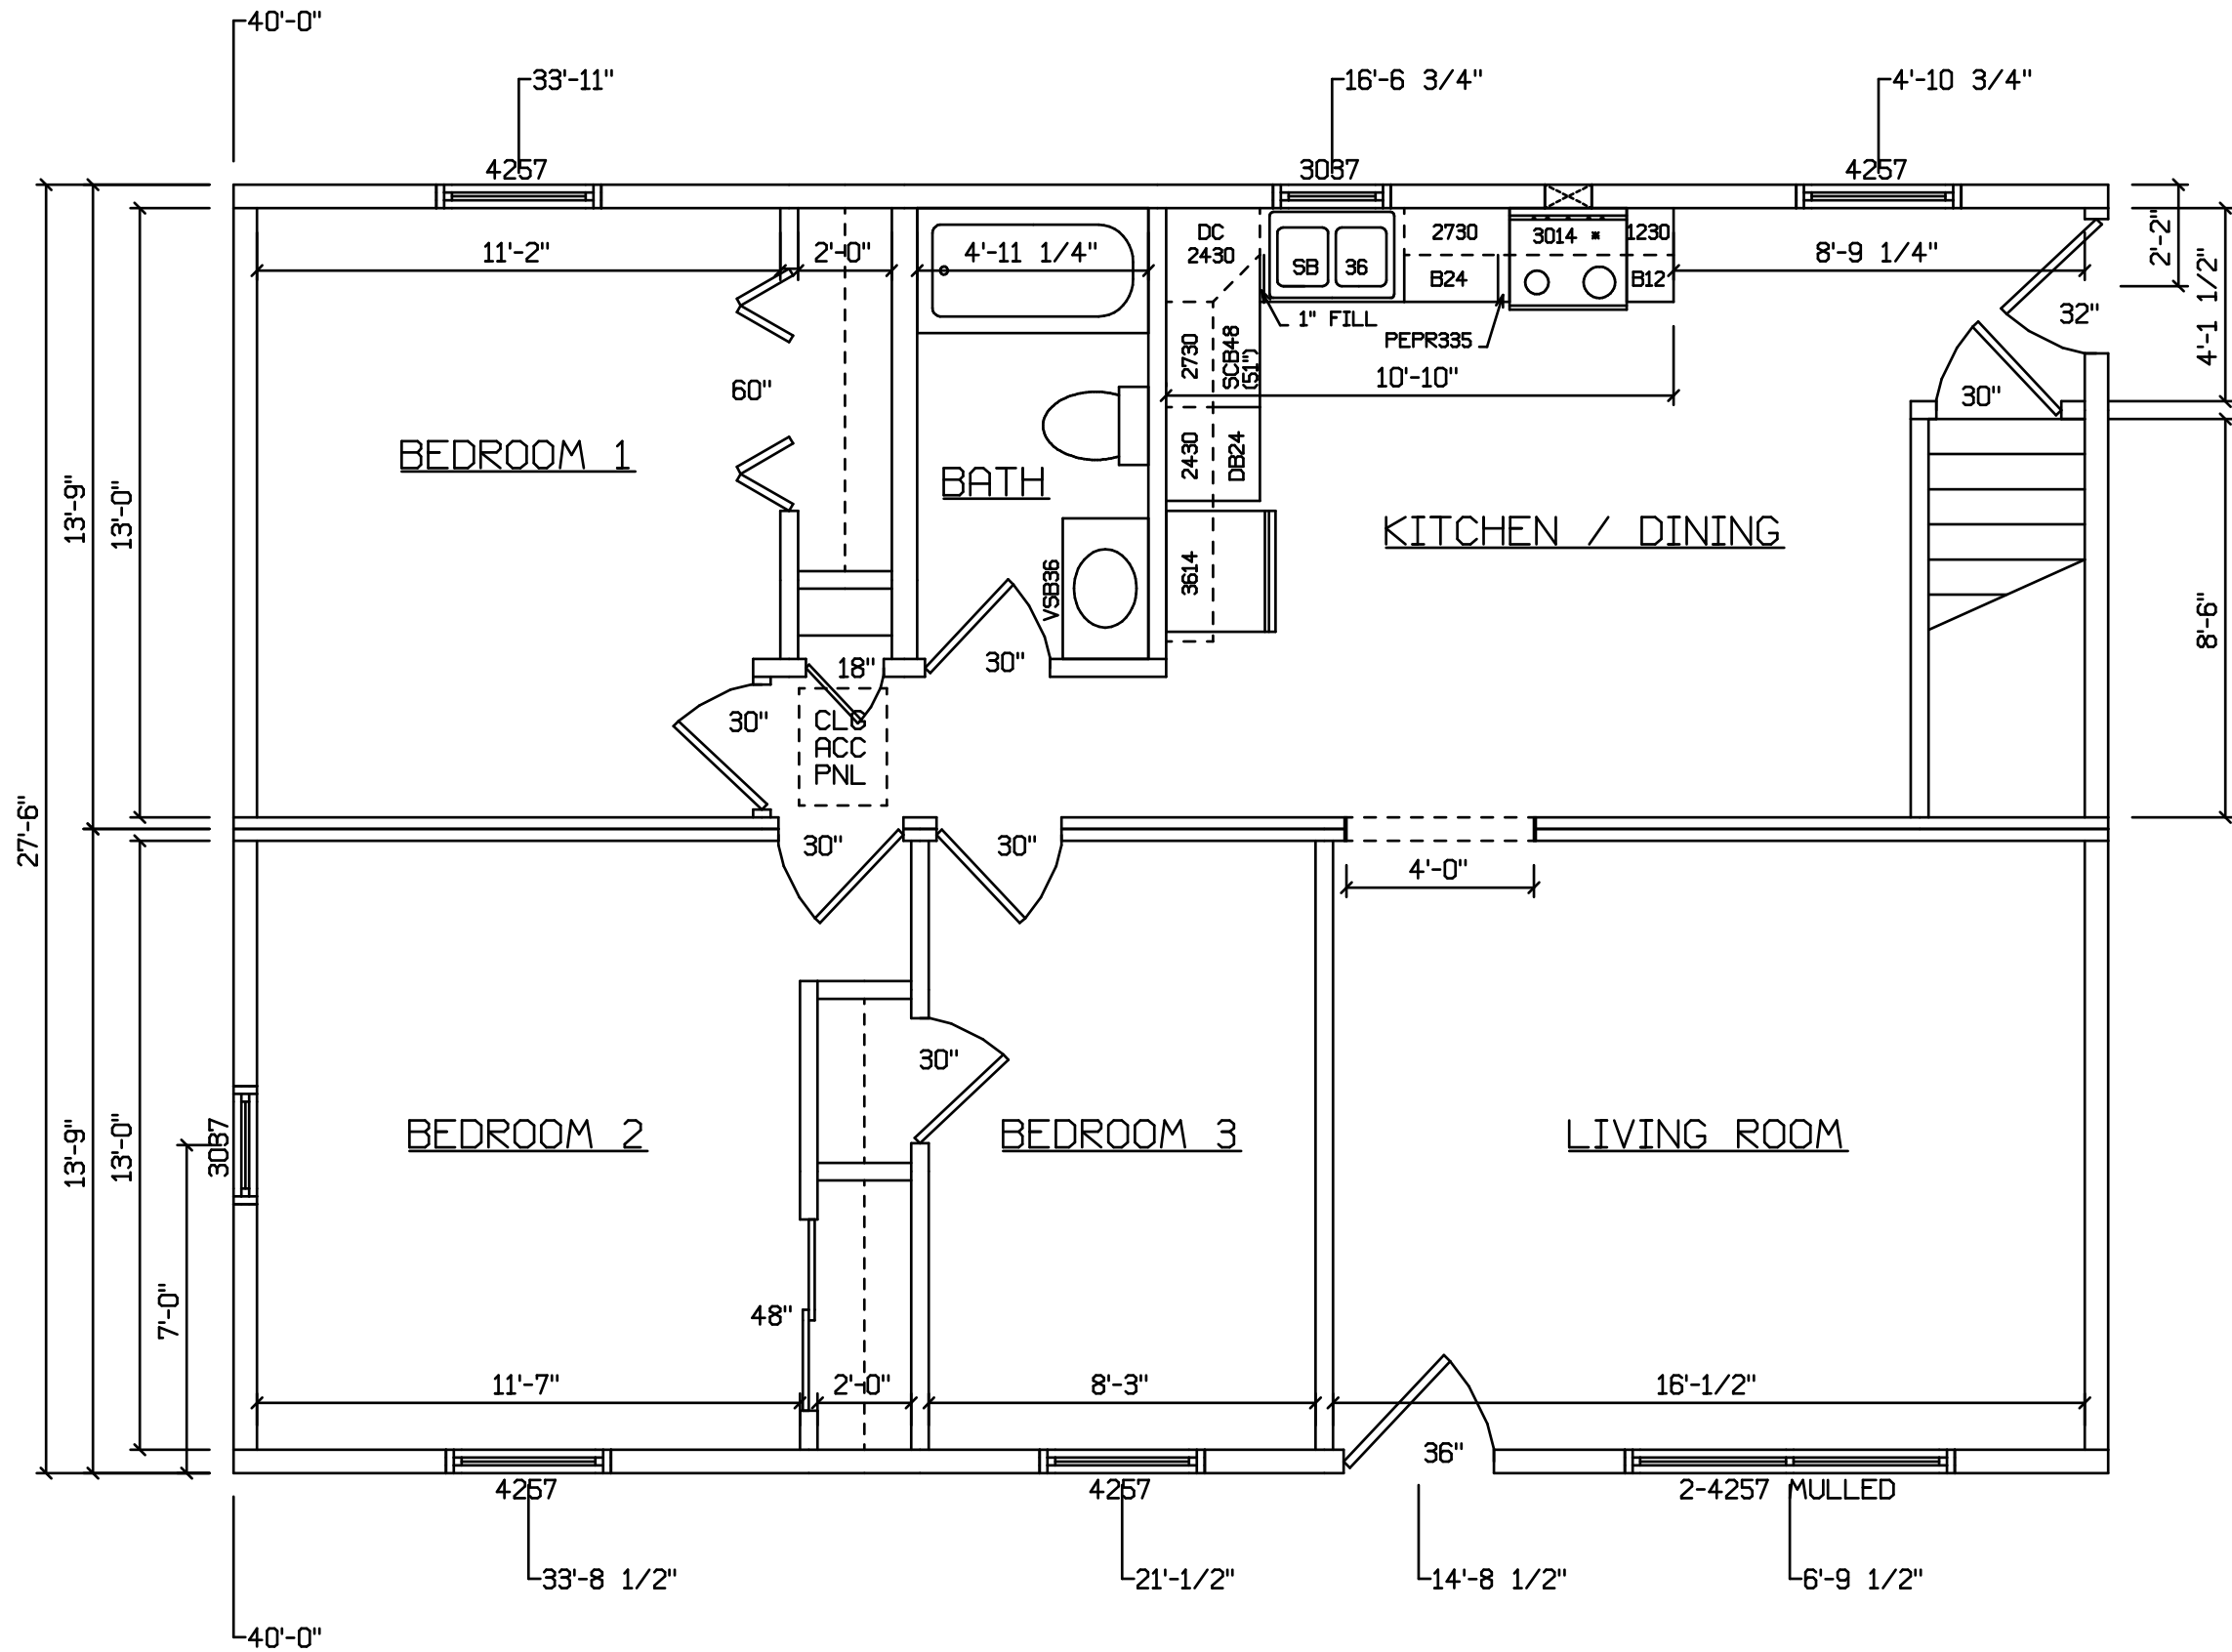 40'-0"
33'-11"
16'-6 3/4"
4'-10 3/4"
4257
3037
4257
11'-2"
2'-0"
4'-11 1/4"
DC
2430
SB 36
2730
B24
3014 *
1230
B12
8'-9 1/4"
2'-2"
4'-1 1/2"
32"
1" FILL
PEPR335
2730
SCB48
(51")
10'-10"
30"
60"
BEDROOM 1
BATH
2430
DB24
KITCHEN / DINING
13'-9"
13'-0"
VSB36
3614
8'-6"
18"
30"
30"
CLG
ACC
PNL
27'-6"
30"
30"
4'-0"
30"
BEDROOM 2
BEDROOM 3
LIVING ROOM
13'-9"
13'-0"
3037
7'-0"
48"
11'-7"
2'-0"
8'-3"
16'-1/2"
36"
4257
4257
2-4257 MULLED
33'-8 1/2"
21'-1/2"
14'-8 1/2"
6'-9 1/2"
40'-0"